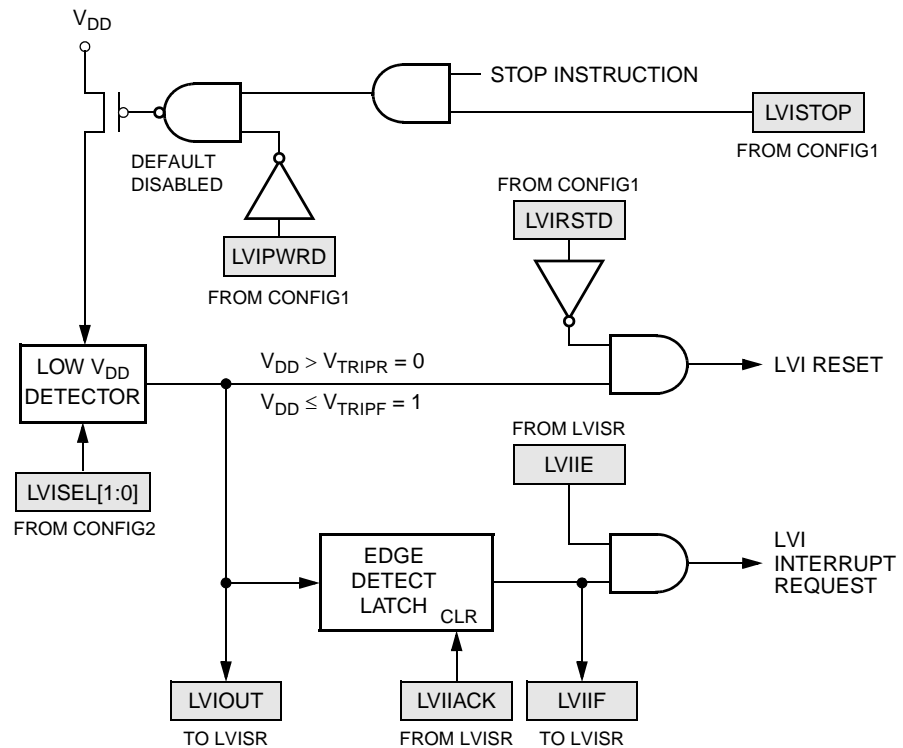 VDD
STOP INSTRUCTION
LVISTOP
FROM CONFIG1
DEFAULT
DISABLED
LVIPWRD
FROM CONFIG1
FROM CONFIG1
LVIRSTD
LOW VDD
DETECTOR
VDD > VTRIPR = 0
VDD ≤ VTRIPF = 1
LVI RESET
LVISEL[1:0]
FROM CONFIG2
FROM LVISR
LVIIE
EDGE
DETECT
LATCH
CLR
LVI
INTERRUPT
REQUEST
LVIOUT
TO LVISR
LVIIACK
FROM LVISR
LVIIF
TO LVISR